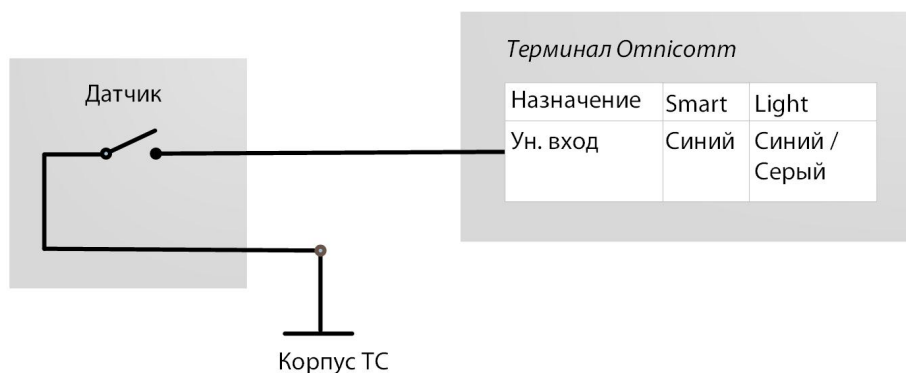 Терминал Omnicomm
Датчик
Назначение Smart Light
Ун. вход Синий Синий /
Серый
Корпус ТС